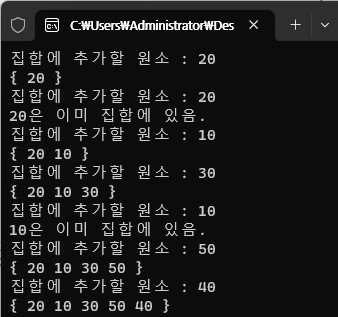 C:₩Users₩Administrator₩Des
집합에 추가할 원소 : 20
{ 20 }
집합에 추가할 원소 : 20
20은 이미 집합에 있음.
집합에 추가할 원소 : 10
{ 20 10 }
집합에 추가할 원소 : 30
{ 20 10 30 }
집합에 추가할 원소 : 10
10은 이미 집합에 있음.
집합에 추가할 원소 : 50
{ 20 10 30 50 }
집합에 추가할 원소 : 40
{ 20 10 30 50 40 }